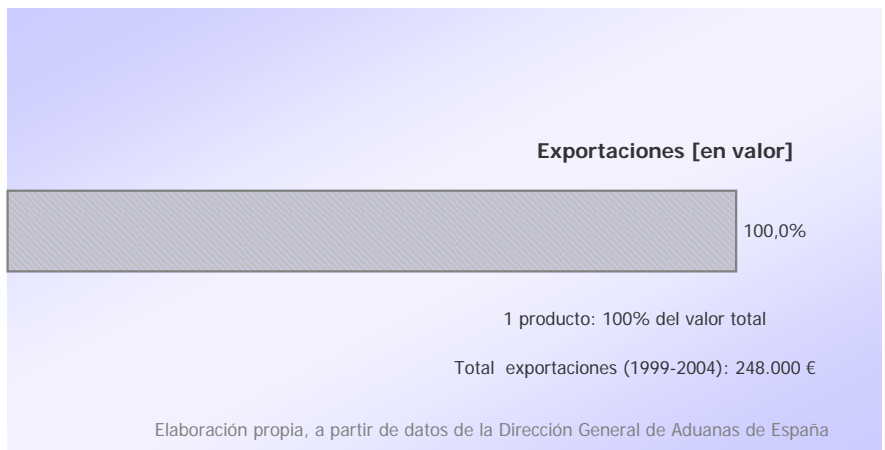 Exportaciones [en valor]
100,0%
1 producto: 100% del valor total
Total exportaciones (1999-2004): 248.000 €
Elaboración propia, a partir de datos de la Dirección General de Aduanas de España